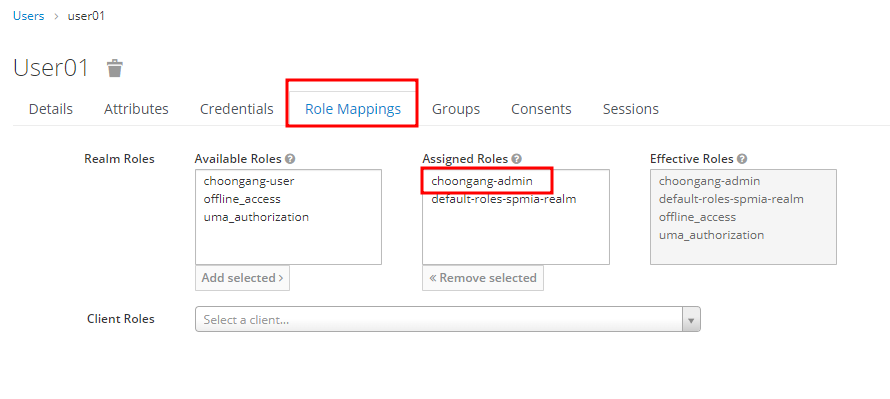 Users > user01
User01
Details Attributes Credentials Role Mappings Groups Consents Sessions
Realm Roles Available Roles Assigned Roles Effective Roles
choongang-user choongang-admin choongang-admin
offline_access default-roles-spmia-realm default-roles-spmia-realm
uma_authorization offline_access
uma_authorization
Add selected > « Remove selected
Client Roles Select a client...